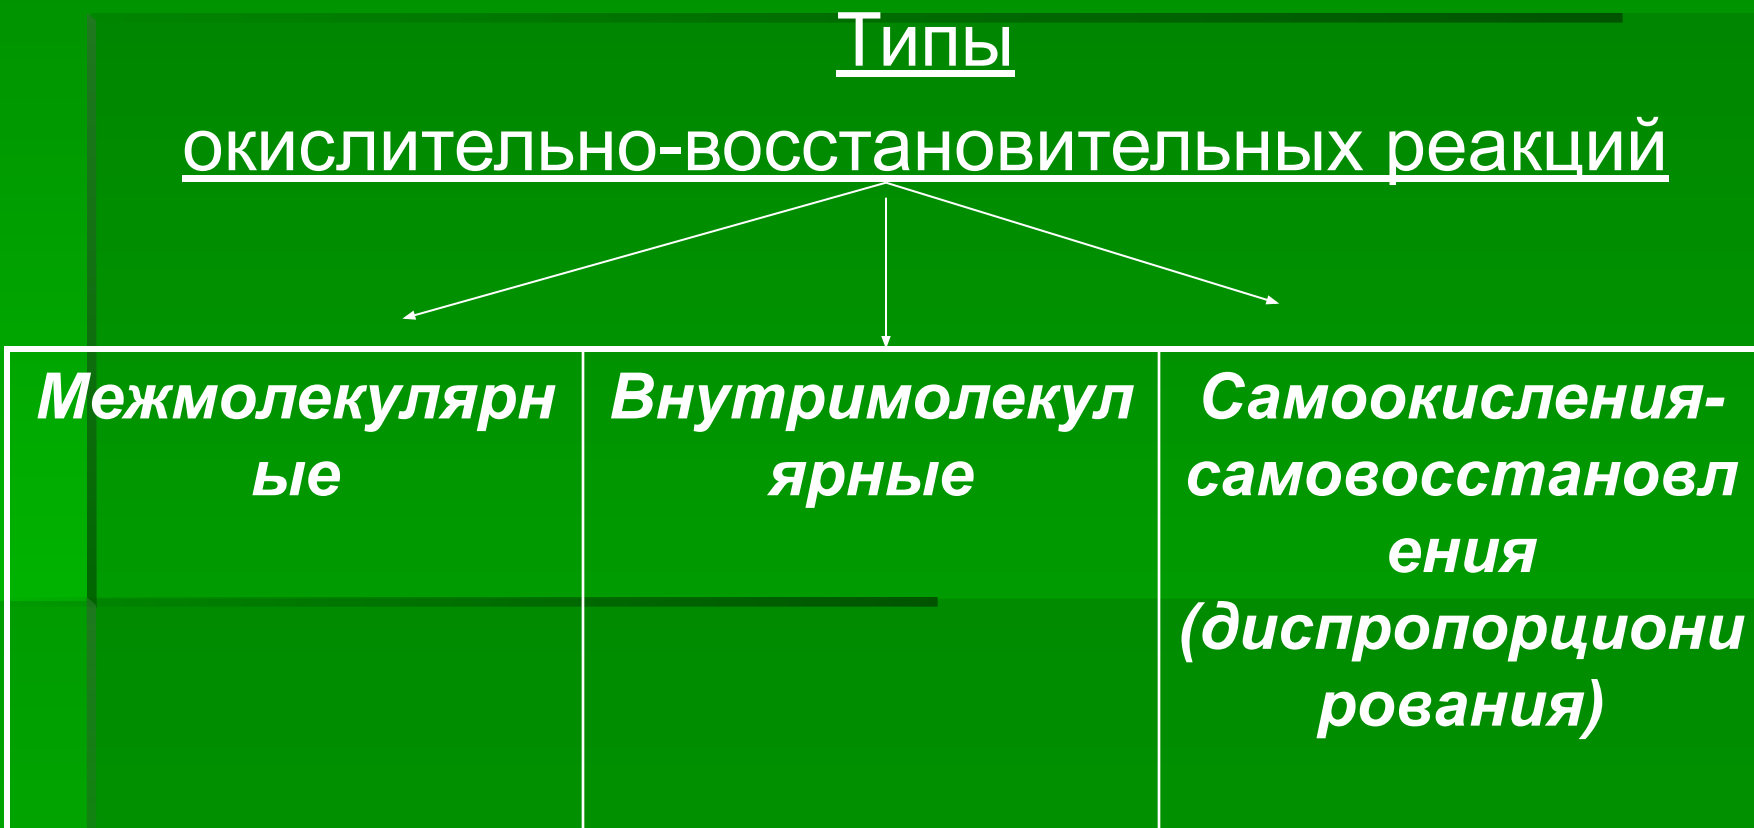 Типы
окислительно-восстановительных реакций
Межмолекулярн
ые
Внутримолекул
ярные
Самоокисления-
самовосстановл
ения
(диспропорциони
рования)